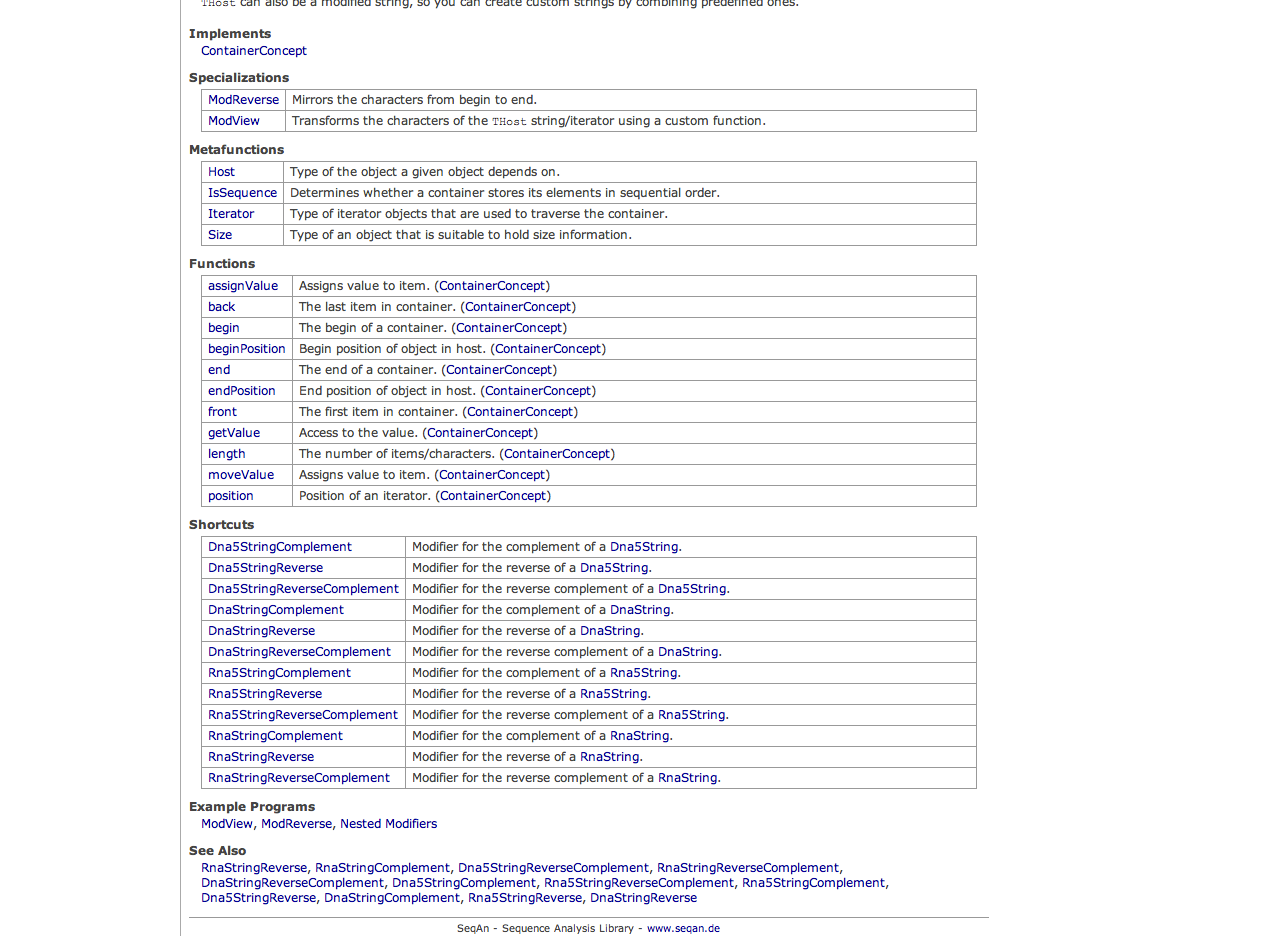 THost can also be a modified string, so you can create custom strings by combining predefined ones.
Implements
ContainerConcept
Specializations
ModReverse Mirrors the characters from begin to end.
ModView Transforms the characters of the THost string/iterator using a custom function.
Metafunctions
Host Type of the object a given object depends on.
IsSequence Determines whether a container stores its elements in sequential order.
Iterator Type of iterator objects that are used to traverse the container.
Size Type of an object that is suitable to hold size information.
Functions
assignValue Assigns value to item. (ContainerConcept)
back The last item in container. (ContainerConcept)
begin The begin of a container. (ContainerConcept)
beginPosition Begin position of object in host. (ContainerConcept)
end The end of a container. (ContainerConcept)
endPosition End position of object in host. (ContainerConcept)
front The first item in container. (ContainerConcept)
getValue Access to the value. (ContainerConcept)
length The number of items/characters. (ContainerConcept)
moveValue Assigns value to item. (ContainerConcept)
position Position of an iterator. (ContainerConcept)
Shortcuts
Dna5StringComplement Modifier for the complement of a Dna5String.
Dna5StringReverse Modifier for the reverse of a Dna5String.
Dna5StringReverseComplement Modifier for the reverse complement of a Dna5String.
DnaStringComplement Modifier for the complement of a DnaString.
DnaStringReverse Modifier for the reverse of a DnaString.
DnaStringReverseComplement Modifier for the reverse complement of a DnaString.
Rna5StringComplement Modifier for the complement of a Rna5String.
Rna5StringReverse Modifier for the reverse of a Rna5String.
Rna5StringReverseComplement Modifier for the reverse complement of a Rna5String.
RnaStringComplement Modifier for the complement of a RnaString.
RnaStringReverse Modifier for the reverse of a RnaString.
RnaStringReverseComplement Modifier for the reverse complement of a RnaString.
Example Programs
ModView, ModReverse, Nested Modifiers
See Also
RnaStringReverse, RnaStringComplement, Dna5StringReverseComplement, RnaStringReverseComplement,
DnaStringReverseComplement, Dna5StringComplement, Rna5StringReverseComplement, Rna5StringComplement,
Dna5StringReverse, DnaStringComplement, Rna5StringReverse, DnaStringReverse
SeqAn - Sequence Analysis Library - www.seqan.de